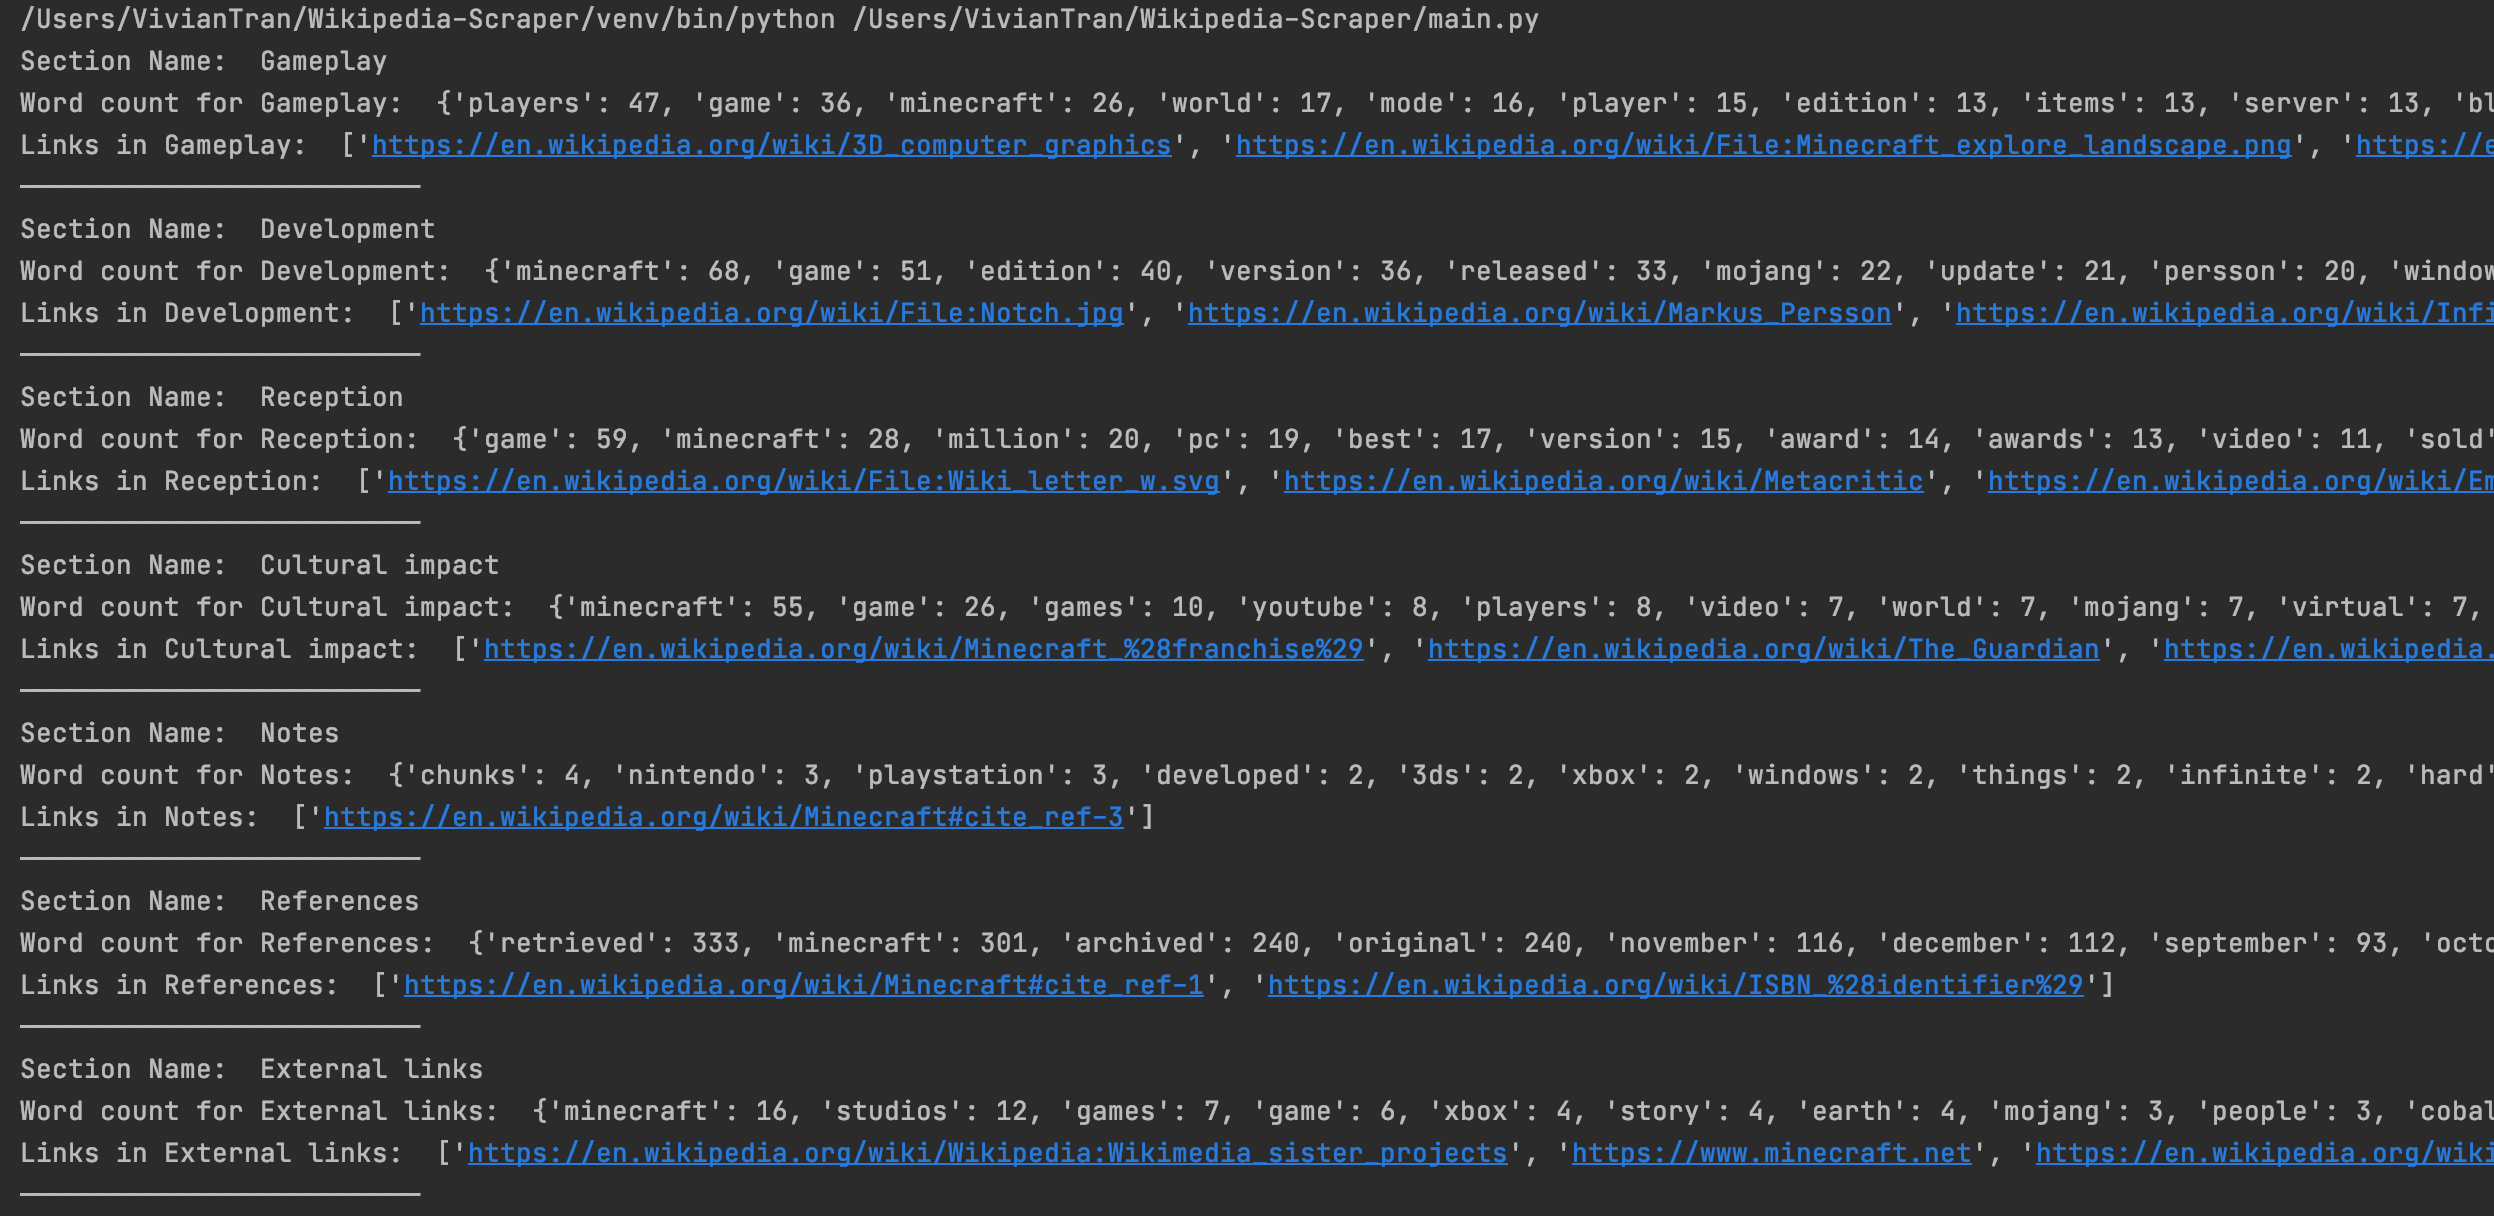 /Users/VivianTran/Wikipedia-Scraper/venv/bin/python /Users/VivianTran/Wikipedia-Scraper/main.py
Section Name:  Gameplay
Word count for Gameplay:  {'players': 47, 'game': 36, 'minecraft': 26, 'world': 17, 'mode': 16, 'player': 15, 'edition': 13, 'items': 13, 'server': 13, 'bl
Links in Gameplay:  ['https://en.wikipedia.org/wiki/3D_computer_graphics', 'https://en.wikipedia.org/wiki/File:Minecraft_explore_landscape.png', 'https://e
Section Name:  Development
Word count for Development:  {'minecraft': 68, 'game': 51, 'edition': 40, 'version': 36, 'released': 33, 'mojang': 22, 'update': 21, 'persson': 20, 'window
Links in Development:  ['https://en.wikipedia.org/wiki/File:Notch.jpg', 'https://en.wikipedia.org/wiki/Markus_Persson', 'https://en.wikipedia.org/wiki/Infi
Section Name:  Reception
Word count for Reception:  {'game': 59, 'minecraft': 28, 'million': 20, 'pc': 19, 'best': 17, 'version': 15, 'award': 14, 'awards': 13, 'video': 11, 'sold'
Links in Reception:  ['https://en.wikipedia.org/wiki/File:Wiki_letter_w.svg', 'https://en.wikipedia.org/wiki/Metacritic', 'https://en.wikipedia.org/wiki/Em
Section Name:  Cultural impact
Word count for Cultural impact:  {'minecraft': 55, 'game': 26, 'games': 10, 'youtube': 8, 'players': 8, 'video': 7, 'world': 7, 'mojang': 7, 'virtual': 7,
Links in Cultural impact:  ['https://en.wikipedia.org/wiki/Minecraft_%28franchise%29', 'https://en.wikipedia.org/wiki/The_Guardian', 'https://en.wikipedia.
Section Name:  Notes
Word count for Notes:  {'chunks': 4, 'nintendo': 3, 'playstation': 3, 'developed': 2, '3ds': 2, 'xbox': 2, 'windows': 2, 'things': 2, 'infinite': 2, 'hard'
Links in Notes:  ['https://en.wikipedia.org/wiki/Minecraft#cite_ref-3']
Section Name:  References
Word count for References:  {'retrieved': 333, 'minecraft': 301, 'archived': 240, 'original': 240, 'november': 116, 'december': 112, 'september': 93, 'octo
Links in References:  ['https://en.wikipedia.org/wiki/Minecraft#cite_ref-1', 'https://en.wikipedia.org/wiki/ISBN_%28identifier%29']
Section Name:  External links
Word count for External links:  {'minecraft': 16, 'studios': 12, 'games': 7, 'game': 6, 'xbox': 4, 'story': 4, 'earth': 4, 'mojang': 3, 'people': 3, 'cobal
Links in External links:  ['https://en.wikipedia.org/wiki/Wikipedia:Wikimedia_sister_projects', 'https://www.minecraft.net', 'https://en.wikipedia.org/wiki